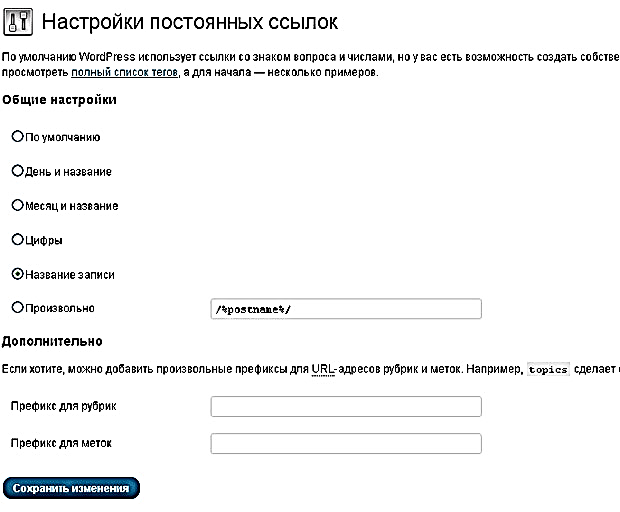 Настройки постоянных ссылок
По умолчанию WordPress использует ссылки со знаком вопроса и числами, но у вас есть возможность создать собстве
просмотреть полный список тегов, а для начала — несколько примеров.
Общие настройки
По умолчанию
День и название
Месяц и название
Цифры
Название записи
Произвольно /%postname%/
Дополнительно
Если хотите, можно добавить произвольные префиксы для URL-адресов рубрик и меток. Например, topics сделает
Префикс для рубрик
Префикс для меток
Сохранить изменения